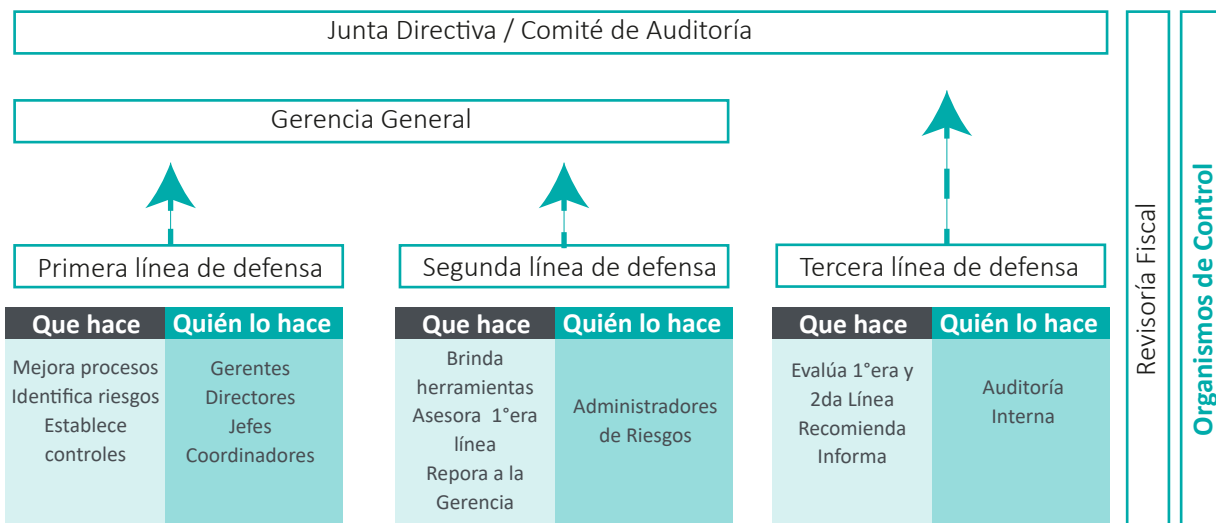 Junta Directiva / Comité de Auditoría
Gerencia General
Primera línea de defensa
Que hace
Quién lo hace
Mejora procesos
Identifica riesgos
Establece
controles
Gerentes
Directores
Jefes
Coordinadores
Segunda línea de defensa
Que hace
Quién lo hace
Brinda
herramientas
Asesora 1°era
línea
Repora a la
Gerencia
Administradores
de Riesgos
Tercera línea de defensa
Que hace
Quién lo hace
Evalúa 1°era y
2da Línea
Recomienda
Informa
Auditoría
Interna
Revisoría Fiscal
Organismos de Control